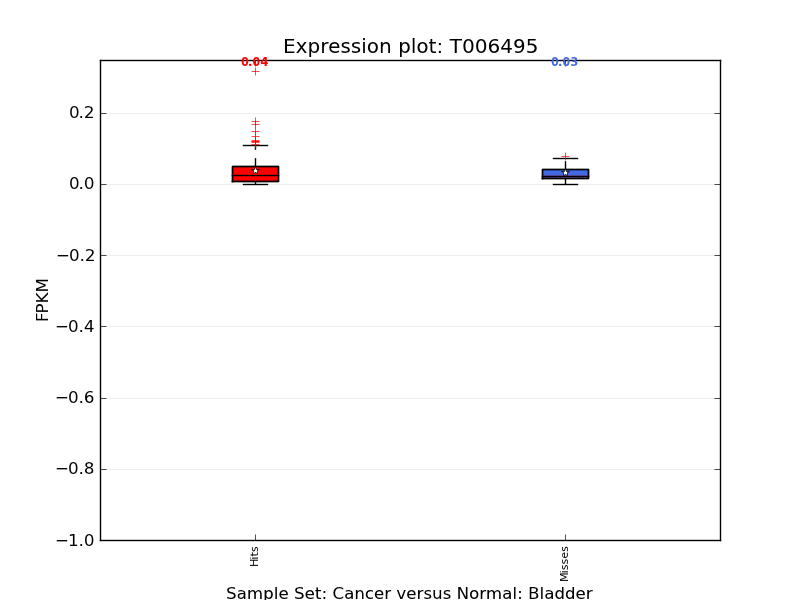 Expression plot: T006495
0.04
0.03
0.2
0.0
−0.2
−0.4
−0.6
−0.8
−1.0
FPKM
Hits
Misses
Sample Set: Cancer versus Normal: Bladder